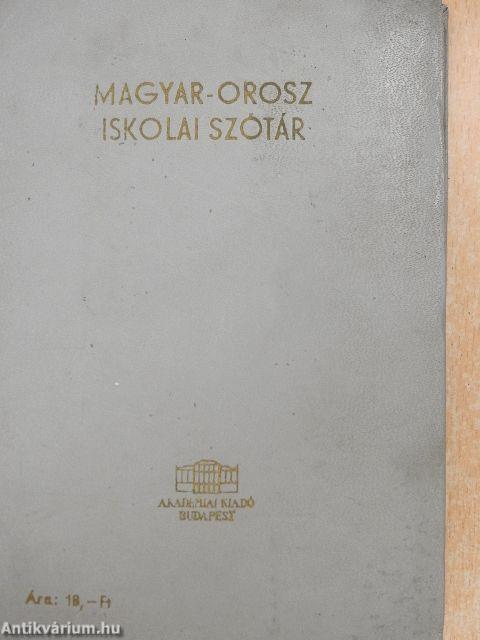 MAGYAR-OROSZ
ISKOLAI SZÓTÁR
AKADÉMIAI KIADÓ
BUDAPEST
Ára: 18,—Ft
Antikvárium.hu